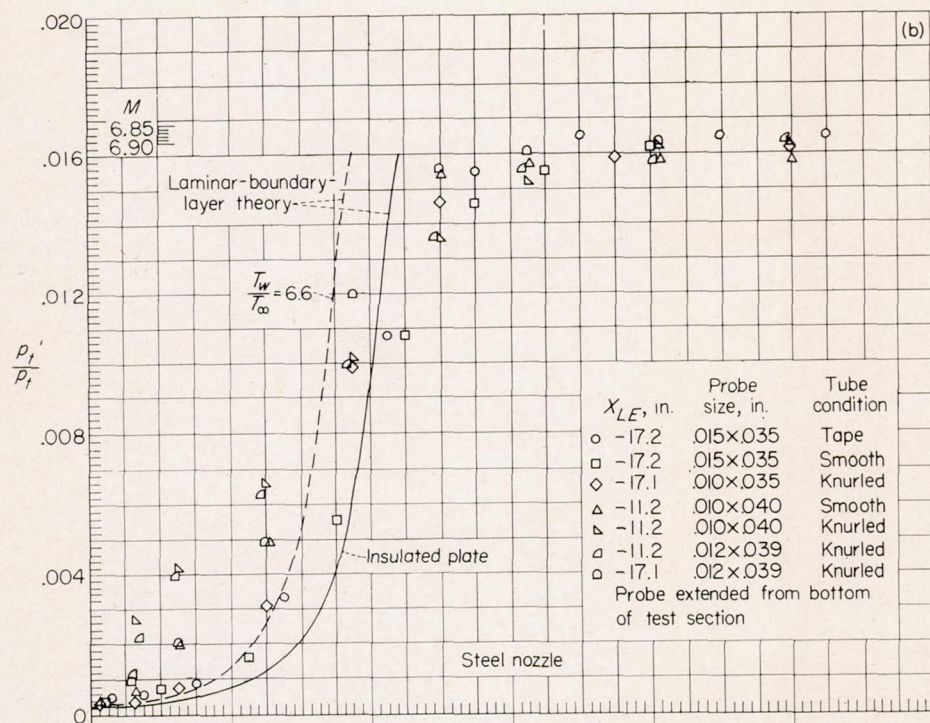 .020
(b)
M
6.85
6.90
.016
Laminar-boundary-
layer theory
T_w/T_∞ = 6.6
.012
p_t'/p_t
.008
Probe Tube
X_LE, in. size, in. condition
-17.2 .015×.035 Tape
-17.2 .015×.035 Smooth
-17.1 .010×.035 Knurled
-11.2 .010×.040 Smooth
-11.2 .010×.040 Knurled
-11.2 .012×.039 Knurled
-17.1 .012×.039 Knurled
Probe extended from bottom
of test section
Insulated plate
.004
Steel nozzle
0